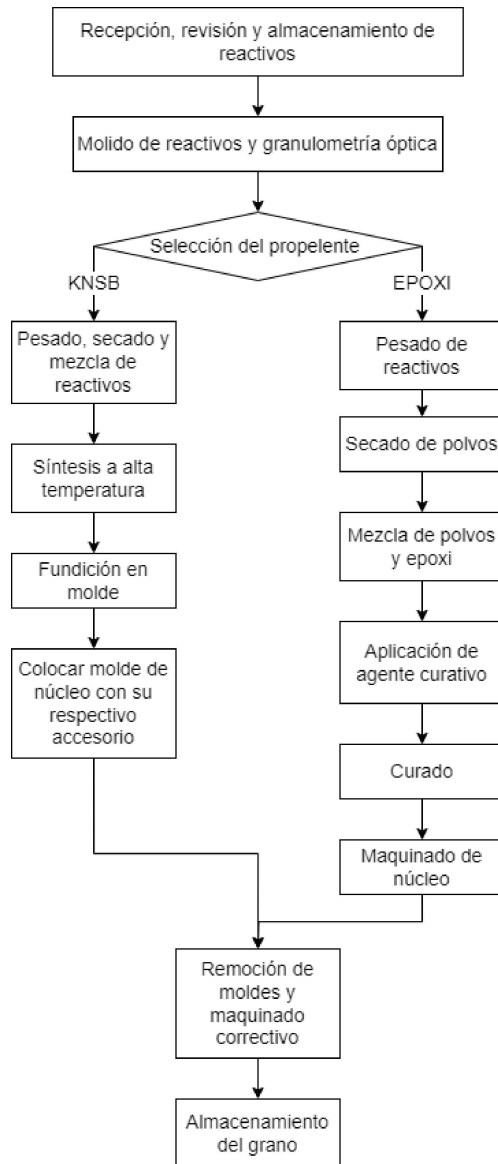 Recepción, revisión y almacenamiento de
reactivos
Molido de reactivos y granulometría óptica
Selección del propelente
KNSB
EPOXI
Pesado, secado y
mezcla de
reactivos
Síntesis a alta
temperatura
Fundición en
molde
Colocar molde de
núcleo con su
respectivo
accesorio
Pesado de
reactivos
Secado de polvos
Mezcla de polvos
y epoxi
Aplicación de
agente curativo
Curado
Maquinado de
núcleo
Remoción de
moldes y
maquinado
correctivo
Almacenamiento
del grano